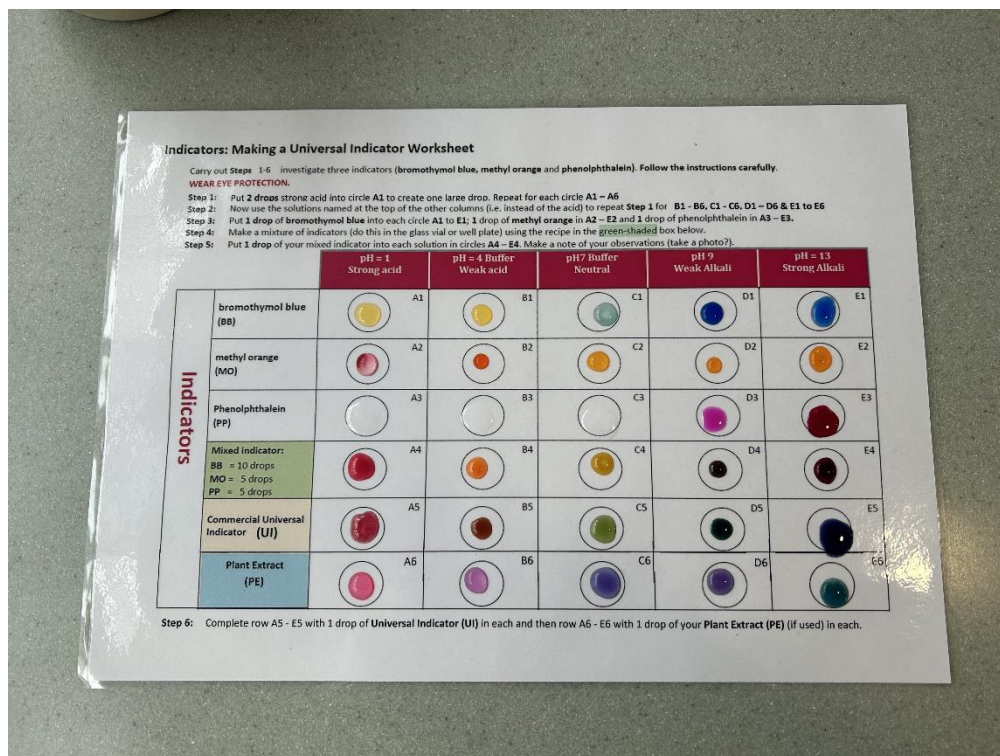 Indicators: Making a Universal Indicator Worksheet
Carry out Steps 1-6 investigate three indicators (bromothymol blue, methyl orange and phenolphthalein). Follow the instructions carefully.
WEAR EYE PROTECTION.
Step 1: Put 2 drops strong acid into circle A1 to create one large drop. Repeat for each circle A1 – A6
Step 2: Now use the solutions named at the top of the other columns (i.e. instead of the acid) to repeat Step 1 for B1 - B6, C1 - C6, D1 – D6 & E1 to E6
Step 3: Put 1 drop of bromothymol blue into each circle A1 to E1; 1 drop of methyl orange in A2 – E2 and 1 drop of phenolphthalein in A3 – E3.
Step 4: Make a mixture of indicators (do this in the glass vial or well plate) using the recipe in the green-shaded box below.
Step 5: Put 1 drop of your mixed indicator into each solution in circles A4 – E4. Make a note of your observations (take a photo?).
pH = 1 pH = 4 Buffer pH7 Buffer pH 9 pH = 13
Strong acid Weak acid Neutral Weak Alkali Strong Alkali
Indicators
bromothymol blue A1 B1 C1 D1 E1
(BB)
methyl orange A2 B2 C2 D2 E2
(MO)
Phenolphthalein A3 B3 C3 D3 E3
(PP)
Mixed indicator: A4 B4 C4 D4 E4
BB = 10 drops
MO = 5 drops
PP = 5 drops
Commercial Universal A5 B5 C5 D5 E5
Indicator (UI)
Plant Extract A6 B6 C6 D6 E6
(PE)
Step 6: Complete row A5 - E5 with 1 drop of Universal Indicator (UI) in each and then row A6 - E6 with 1 drop of your Plant Extract (PE) (if used) in each.